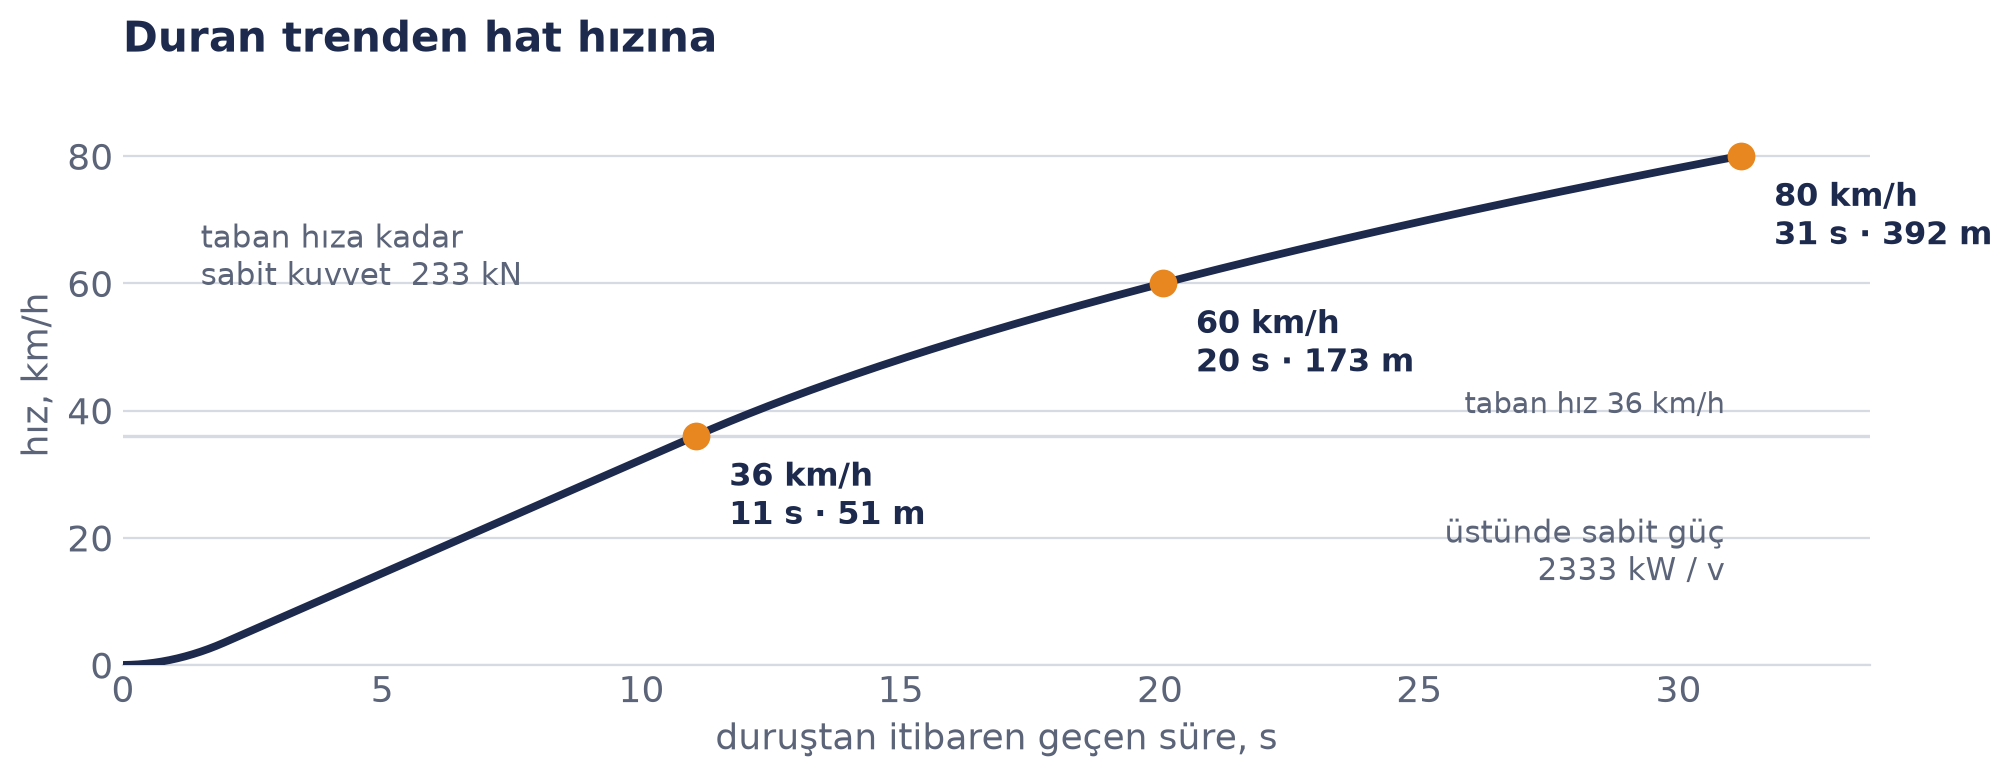 Duran trenden hat hızına
hız, km/h
80
60
40
20
0
taban hıza kadar
sabit kuvvet  233 kN
80 km/h
31 s · 392 m
60 km/h
20 s · 173 m
taban hız 36 km/h
36 km/h
11 s · 51 m
üstünde sabit güç
2333 kW / v
0
5
10
15
20
25
30
duruştan itibaren geçen süre, s